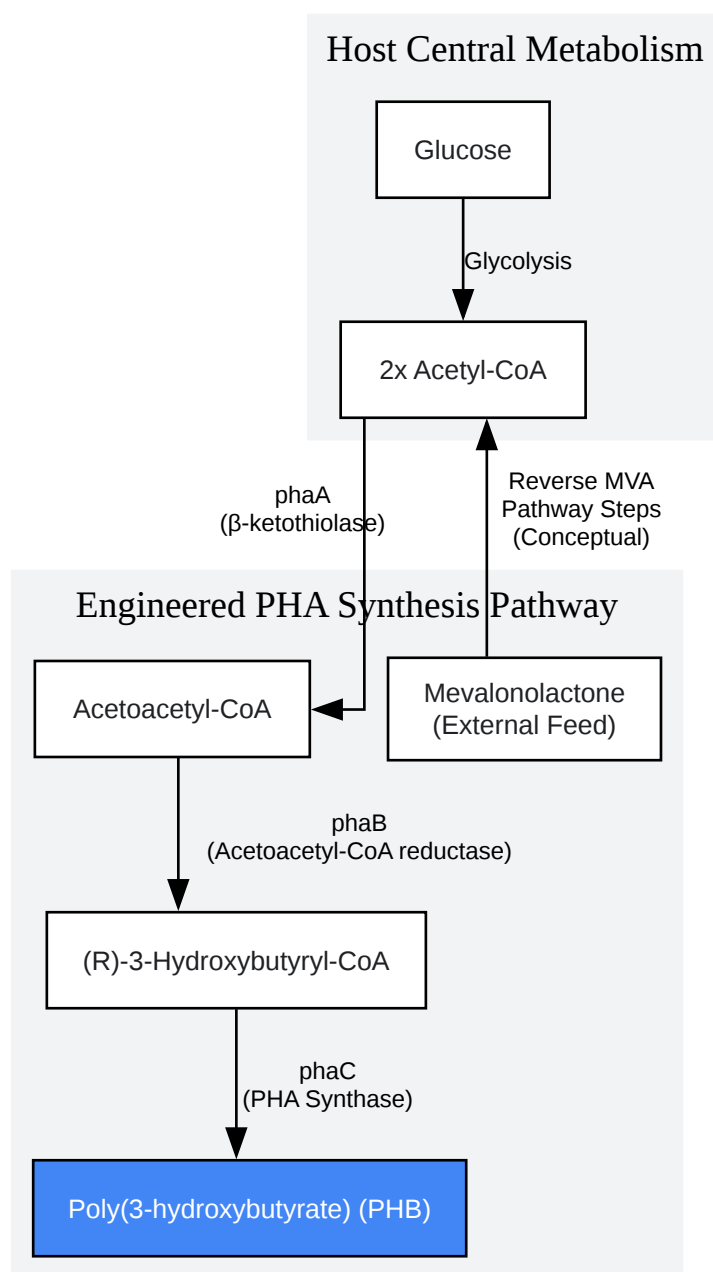 Host Central Metabolism
Glucose
Glycolysis
2x Acetyl-CoA
phaA
(β-ketothiolase)
Reverse MVA
Pathway Steps
(Conceptual)
Engineered PHA Synthesis Pathway
Acetoacetyl-CoA
Mevalonolactone
(External Feed)
phaB
(Acetoacetyl-CoA reductase)
(R)-3-Hydroxybutyryl-CoA
phaC
(PHA Synthase)
Poly(3-hydroxybutyrate) (PHB)